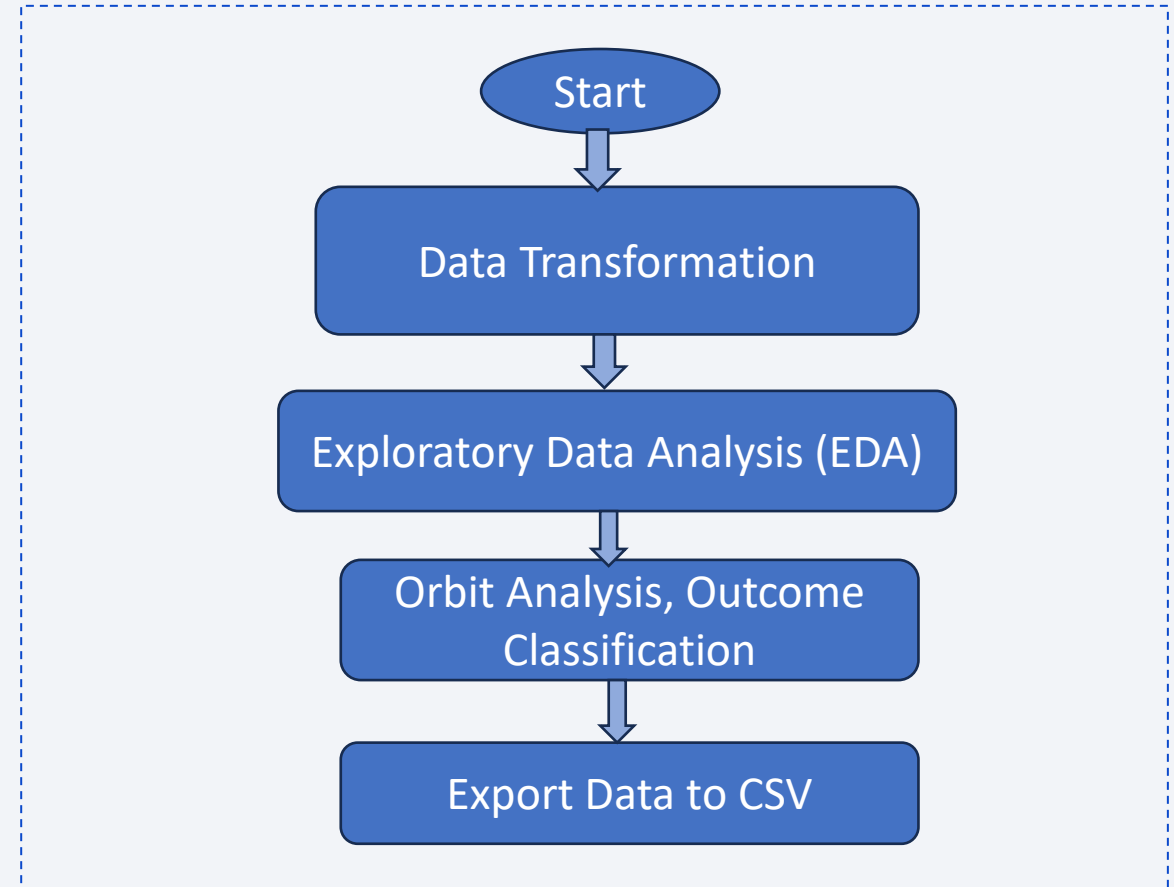 Start
Data Transformation
Exploratory Data Analysis (EDA)
Orbit Analysis, Outcome
Classification
Export Data to CSV